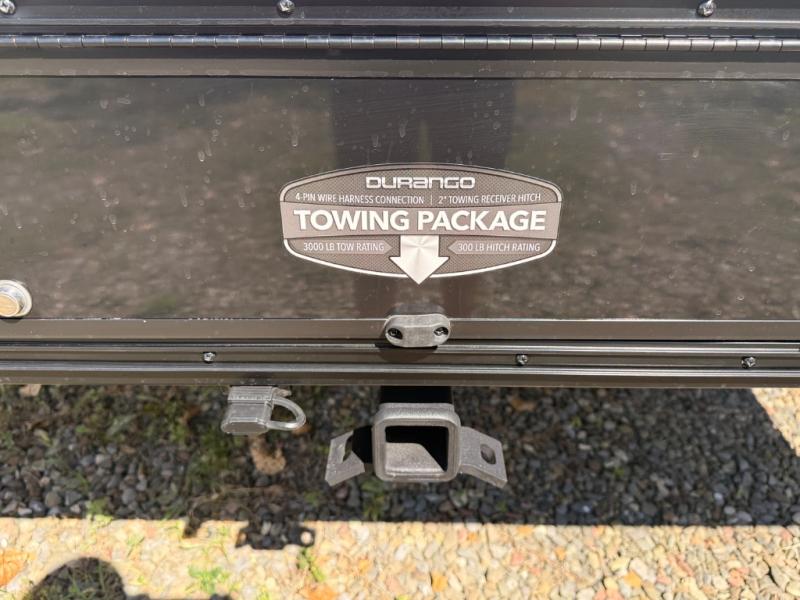 DURANGO
4-PIN WIRE HARNESS CONNECTION | 2" TOWING RECEIVER HITCH
TOWING PACKAGE
3000 LB TOW RATING 300 LB HITCH RATING